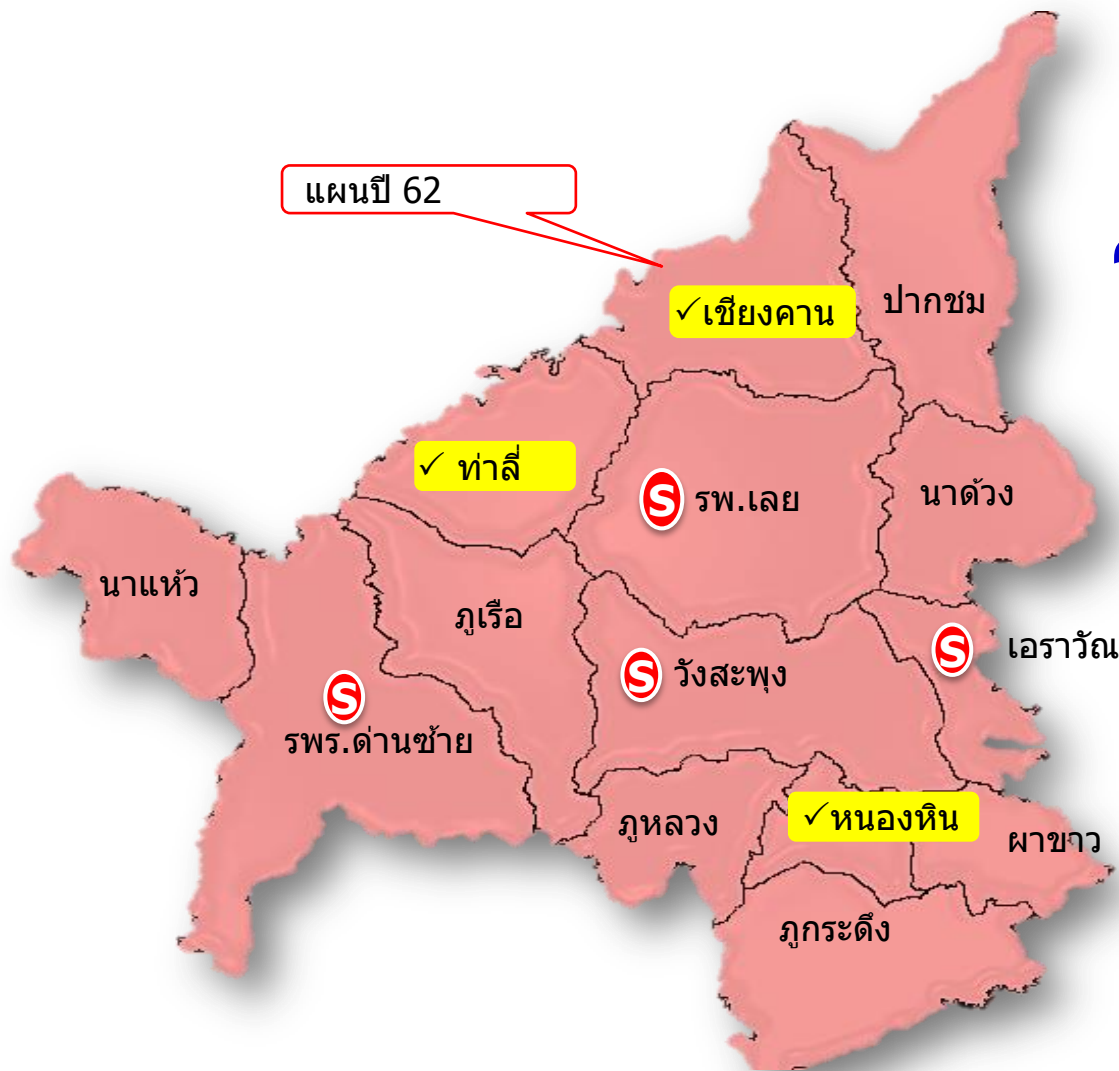 แผนปี 62
✓เชียงคาน
ปากชม
✓ ท่าลี่
S รพ.เลย
นาด้วง
นาแห้ว
ภูเรือ
S เอราวัณ
S วังสะพุง
S
รพร.ด่านซ้าย
ภูหลวง
✓หนองหิน
ผาขาว
ภูกระดึง